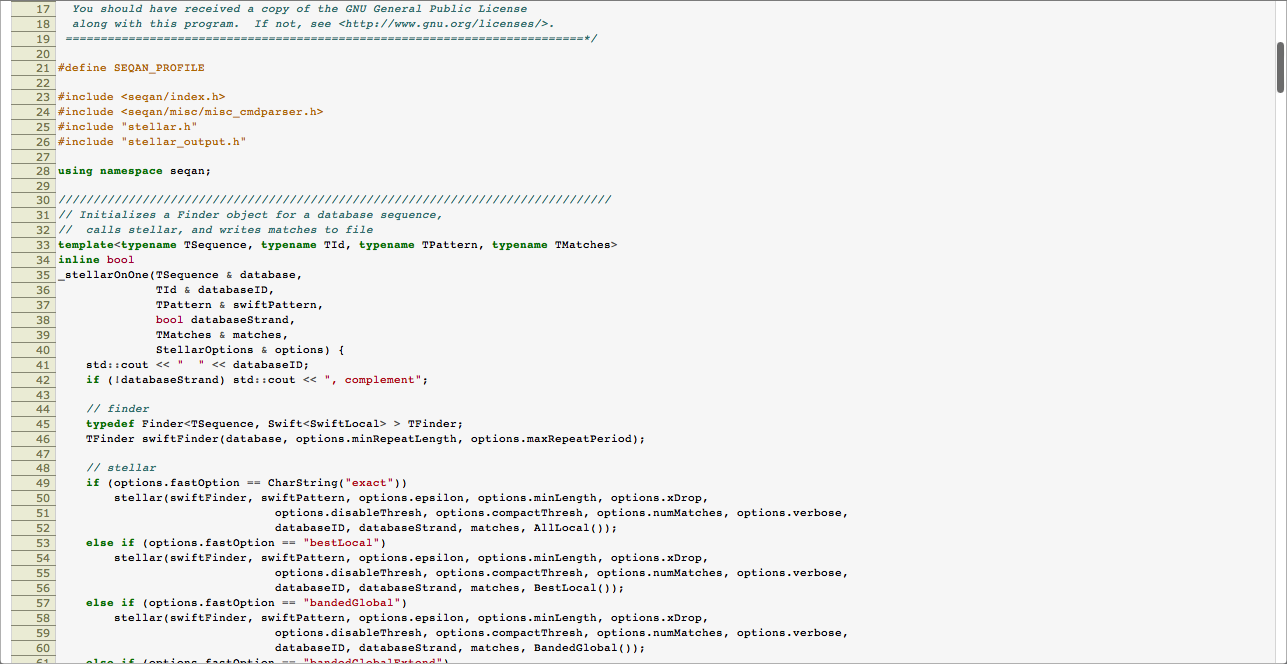 17 You should have received a copy of the GNU General Public License
18 along with this program.  If not, see <http://www.gnu.org/licenses/>.
19 ==========================================================================*/
20
21 #define SEQAN_PROFILE
22
23 #include <seqan/index.h>
24 #include <seqan/misc/misc_cmdparser.h>
25 #include "stellar.h"
26 #include "stellar_output.h"
27
28 using namespace seqan;
29
30 ///////////////////////////////////////////////////////////////////////////////
31 // Initializes a Finder object for a database sequence,
32 //  calls stellar, and writes matches to file
33 template<typename TSequence, typename TId, typename TPattern, typename TMatches>
34 inline bool
35 _stellarOnOne(TSequence & database,
36               TId & databaseID,
37               TPattern & swiftPattern,
38               bool databaseStrand,
39               TMatches & matches,
40               StellarOptions & options) {
41     std::cout << "  " << databaseID;
42     if (!databaseStrand) std::cout << ", complement";
43
44     // finder
45     typedef Finder<TSequence, Swift<SwiftLocal> > TFinder;
46     TFinder swiftFinder(database, options.minRepeatLength, options.maxRepeatPeriod);
47
48     // stellar
49     if (options.fastOption == CharString("exact"))
50         stellar(swiftFinder, swiftPattern, options.epsilon, options.minLength, options.xDrop,
51                                options.disableThresh, options.compactThresh, options.numMatches, options.verbose,
52                                databaseID, databaseStrand, matches, AllLocal());
53     else if (options.fastOption == "bestLocal")
54         stellar(swiftFinder, swiftPattern, options.epsilon, options.minLength, options.xDrop,
55                                options.disableThresh, options.compactThresh, options.numMatches, options.verbose,
56                                databaseID, databaseStrand, matches, BestLocal());
57     else if (options.fastOption == "bandedGlobal")
58         stellar(swiftFinder, swiftPattern, options.epsilon, options.minLength, options.xDrop,
59                                options.disableThresh, options.compactThresh, options.numMatches, options.verbose,
60                                databaseID, databaseStrand, matches, BandedGlobal());
61     else if (options.fastOption == "bandedGlobalExtend")